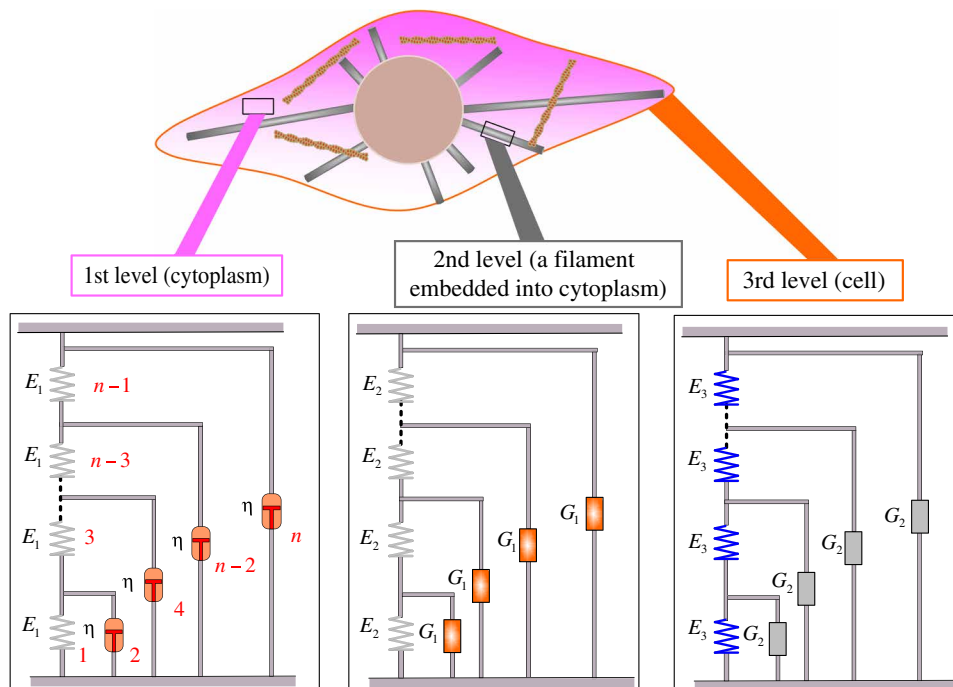 1st level (cytoplasm)
2nd level (a filament
embedded into cytoplasm)
3rd level (cell)
E₁
n – 1
E₁
n – 3
η
n
E₁
3
η
n – 2
η
4
E₁
1
η
2
E₂
E₂
G₁
E₂
G₁
G₁
E₂
G₁
E₃
E₃
G₂
E₃
G₂
G₂
E₃
G₂